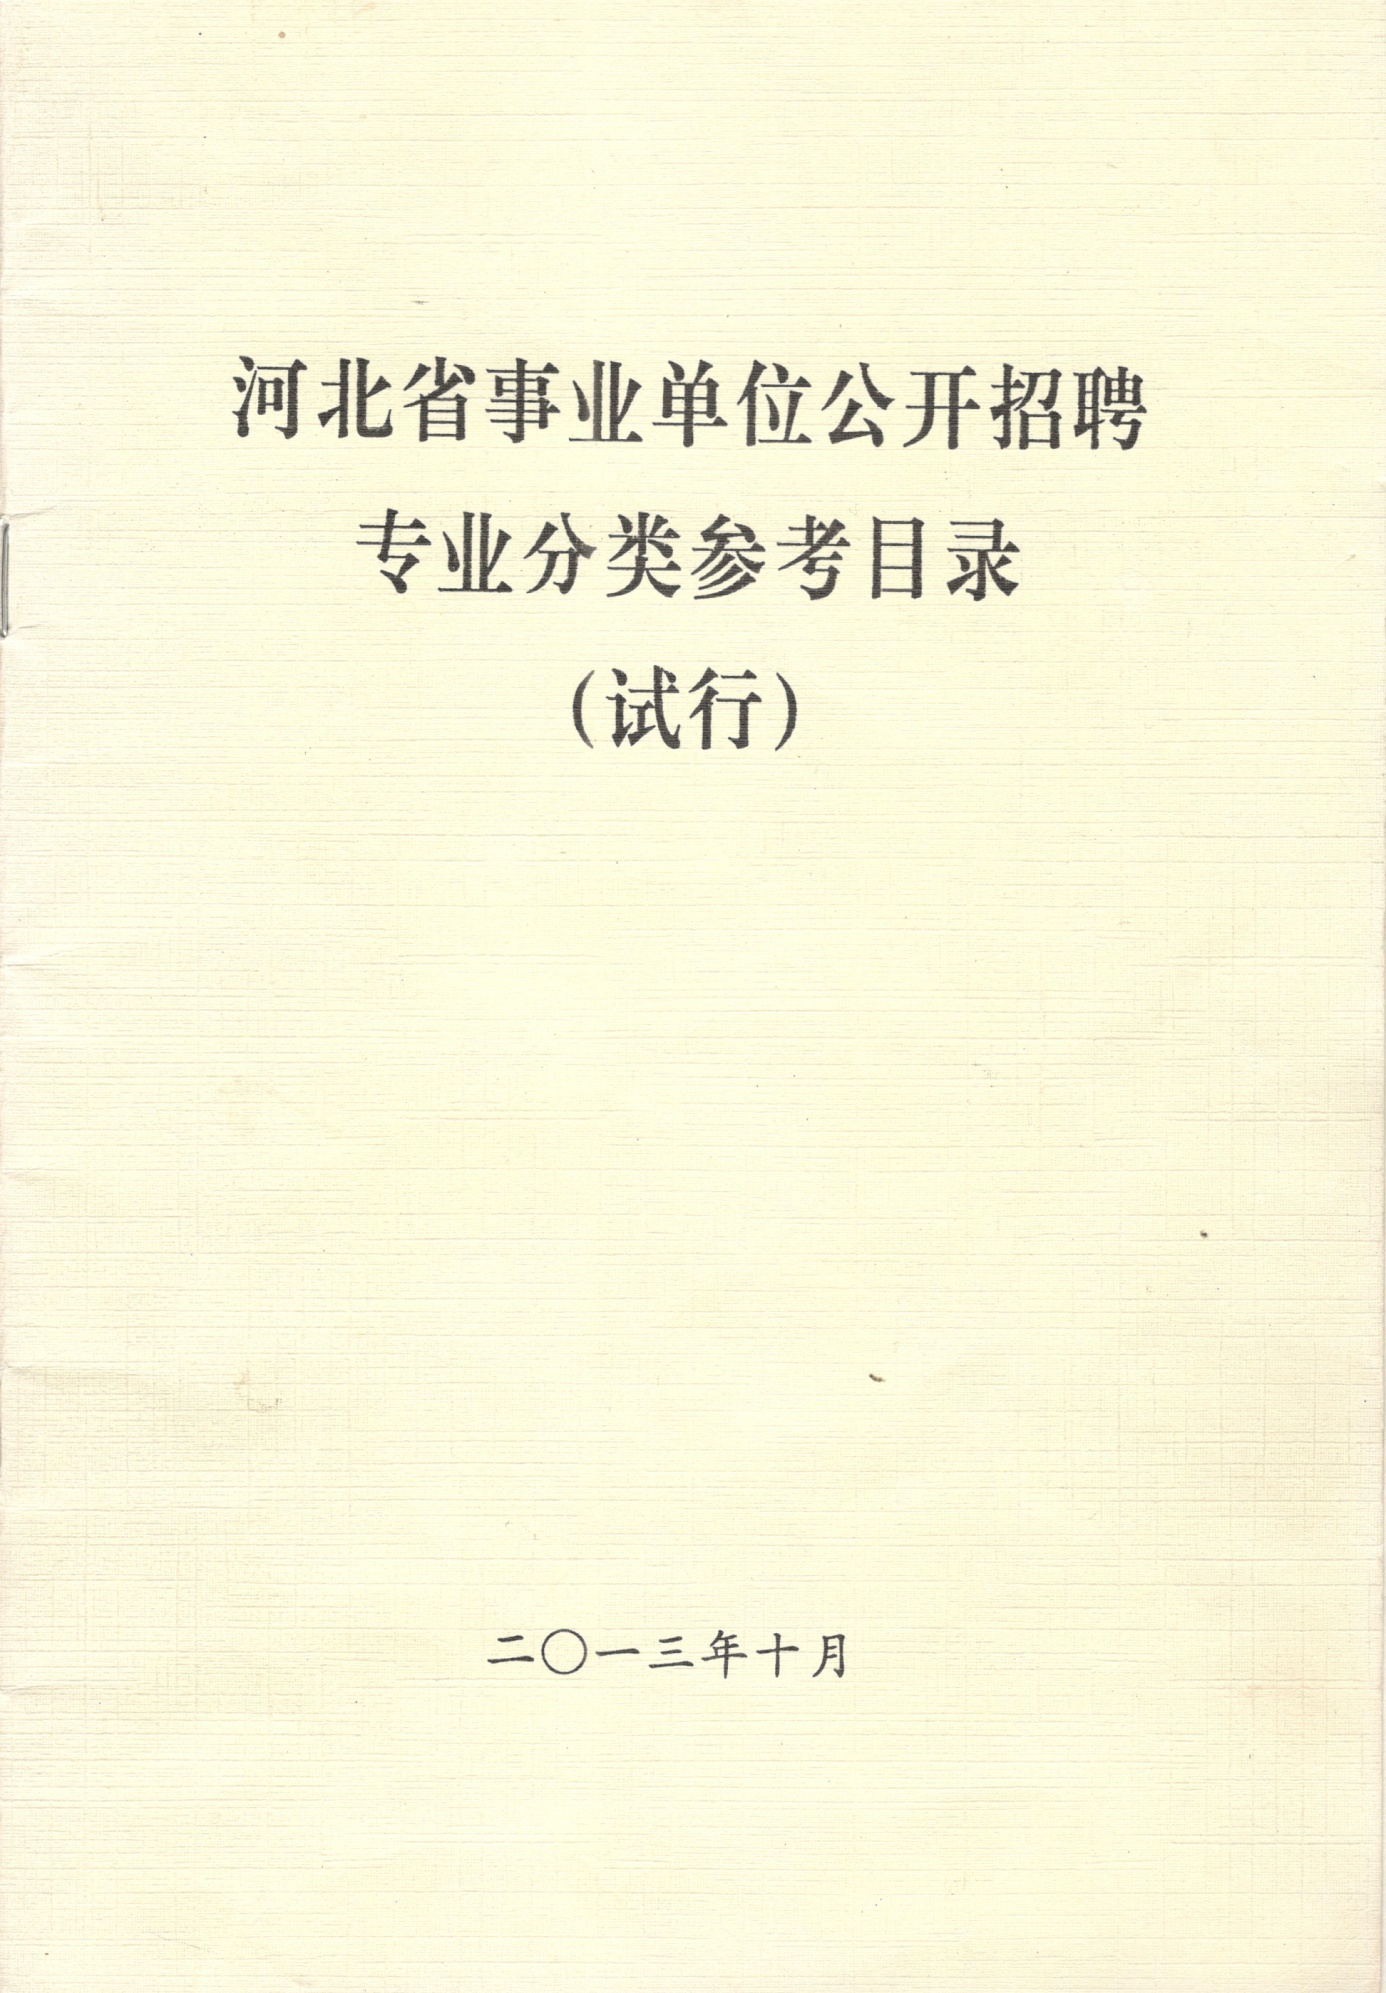 河北省事业单位公开招聘
专业分类参考目录
（试行）
二〇一三年十月